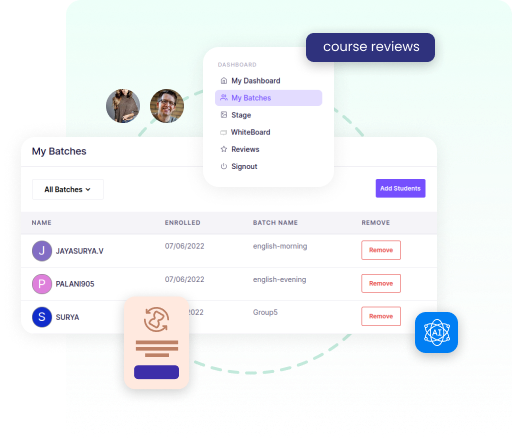 course reviews
DASHBOARD
My Dashboard
My Batches
Stage
WhiteBoard
Reviews
Signout
My Batches
All Batches
Add Students
NAME ENROLLED BATCH NAME REMOVE
J JAYASURYA.V 07/06/2022 english-morning Remove
P PALANI905 07/06/2022 english-evening Remove
S SURYA 2022 Group5 Remove
AI